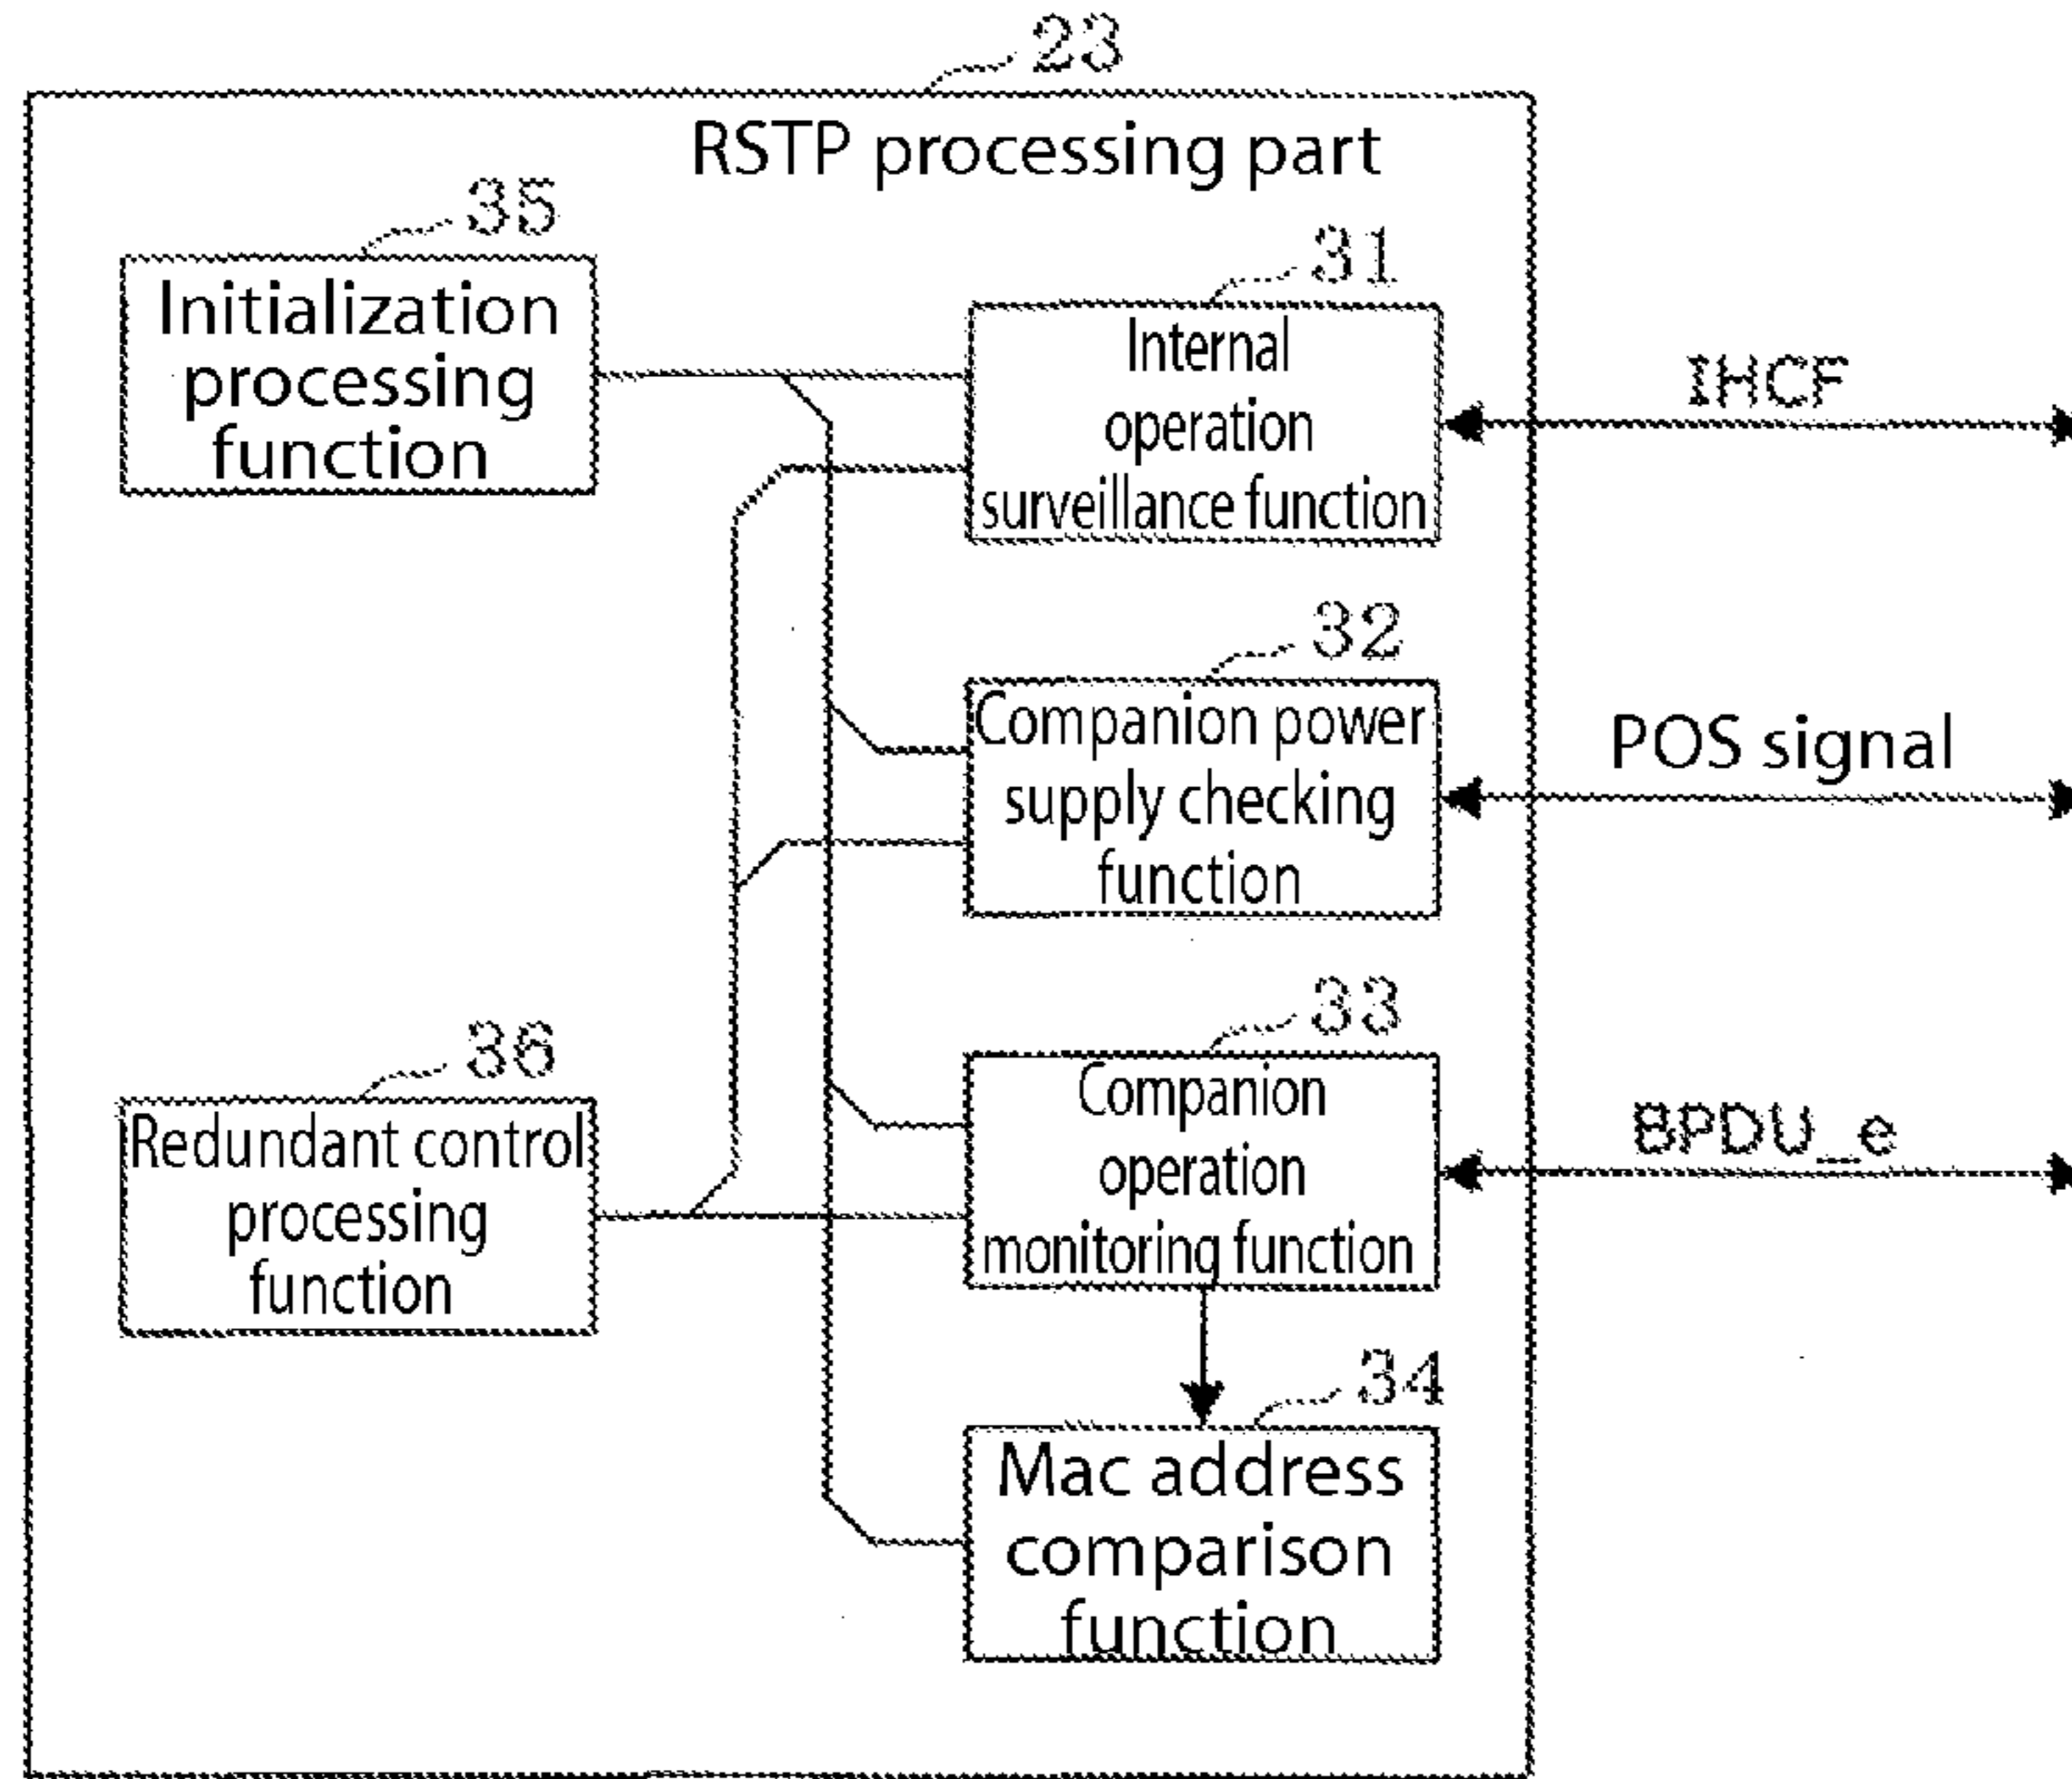 23
RSTP processing part
35
Initialization
processing
function
31
Internal
operation
surveillance function
IHCF
32
Companion power
supply checking
function
POS signal
36
Redundant control
processing
function
33
Companion
operation
monitoring function
BPDU_e
34
Mac address
comparison
function